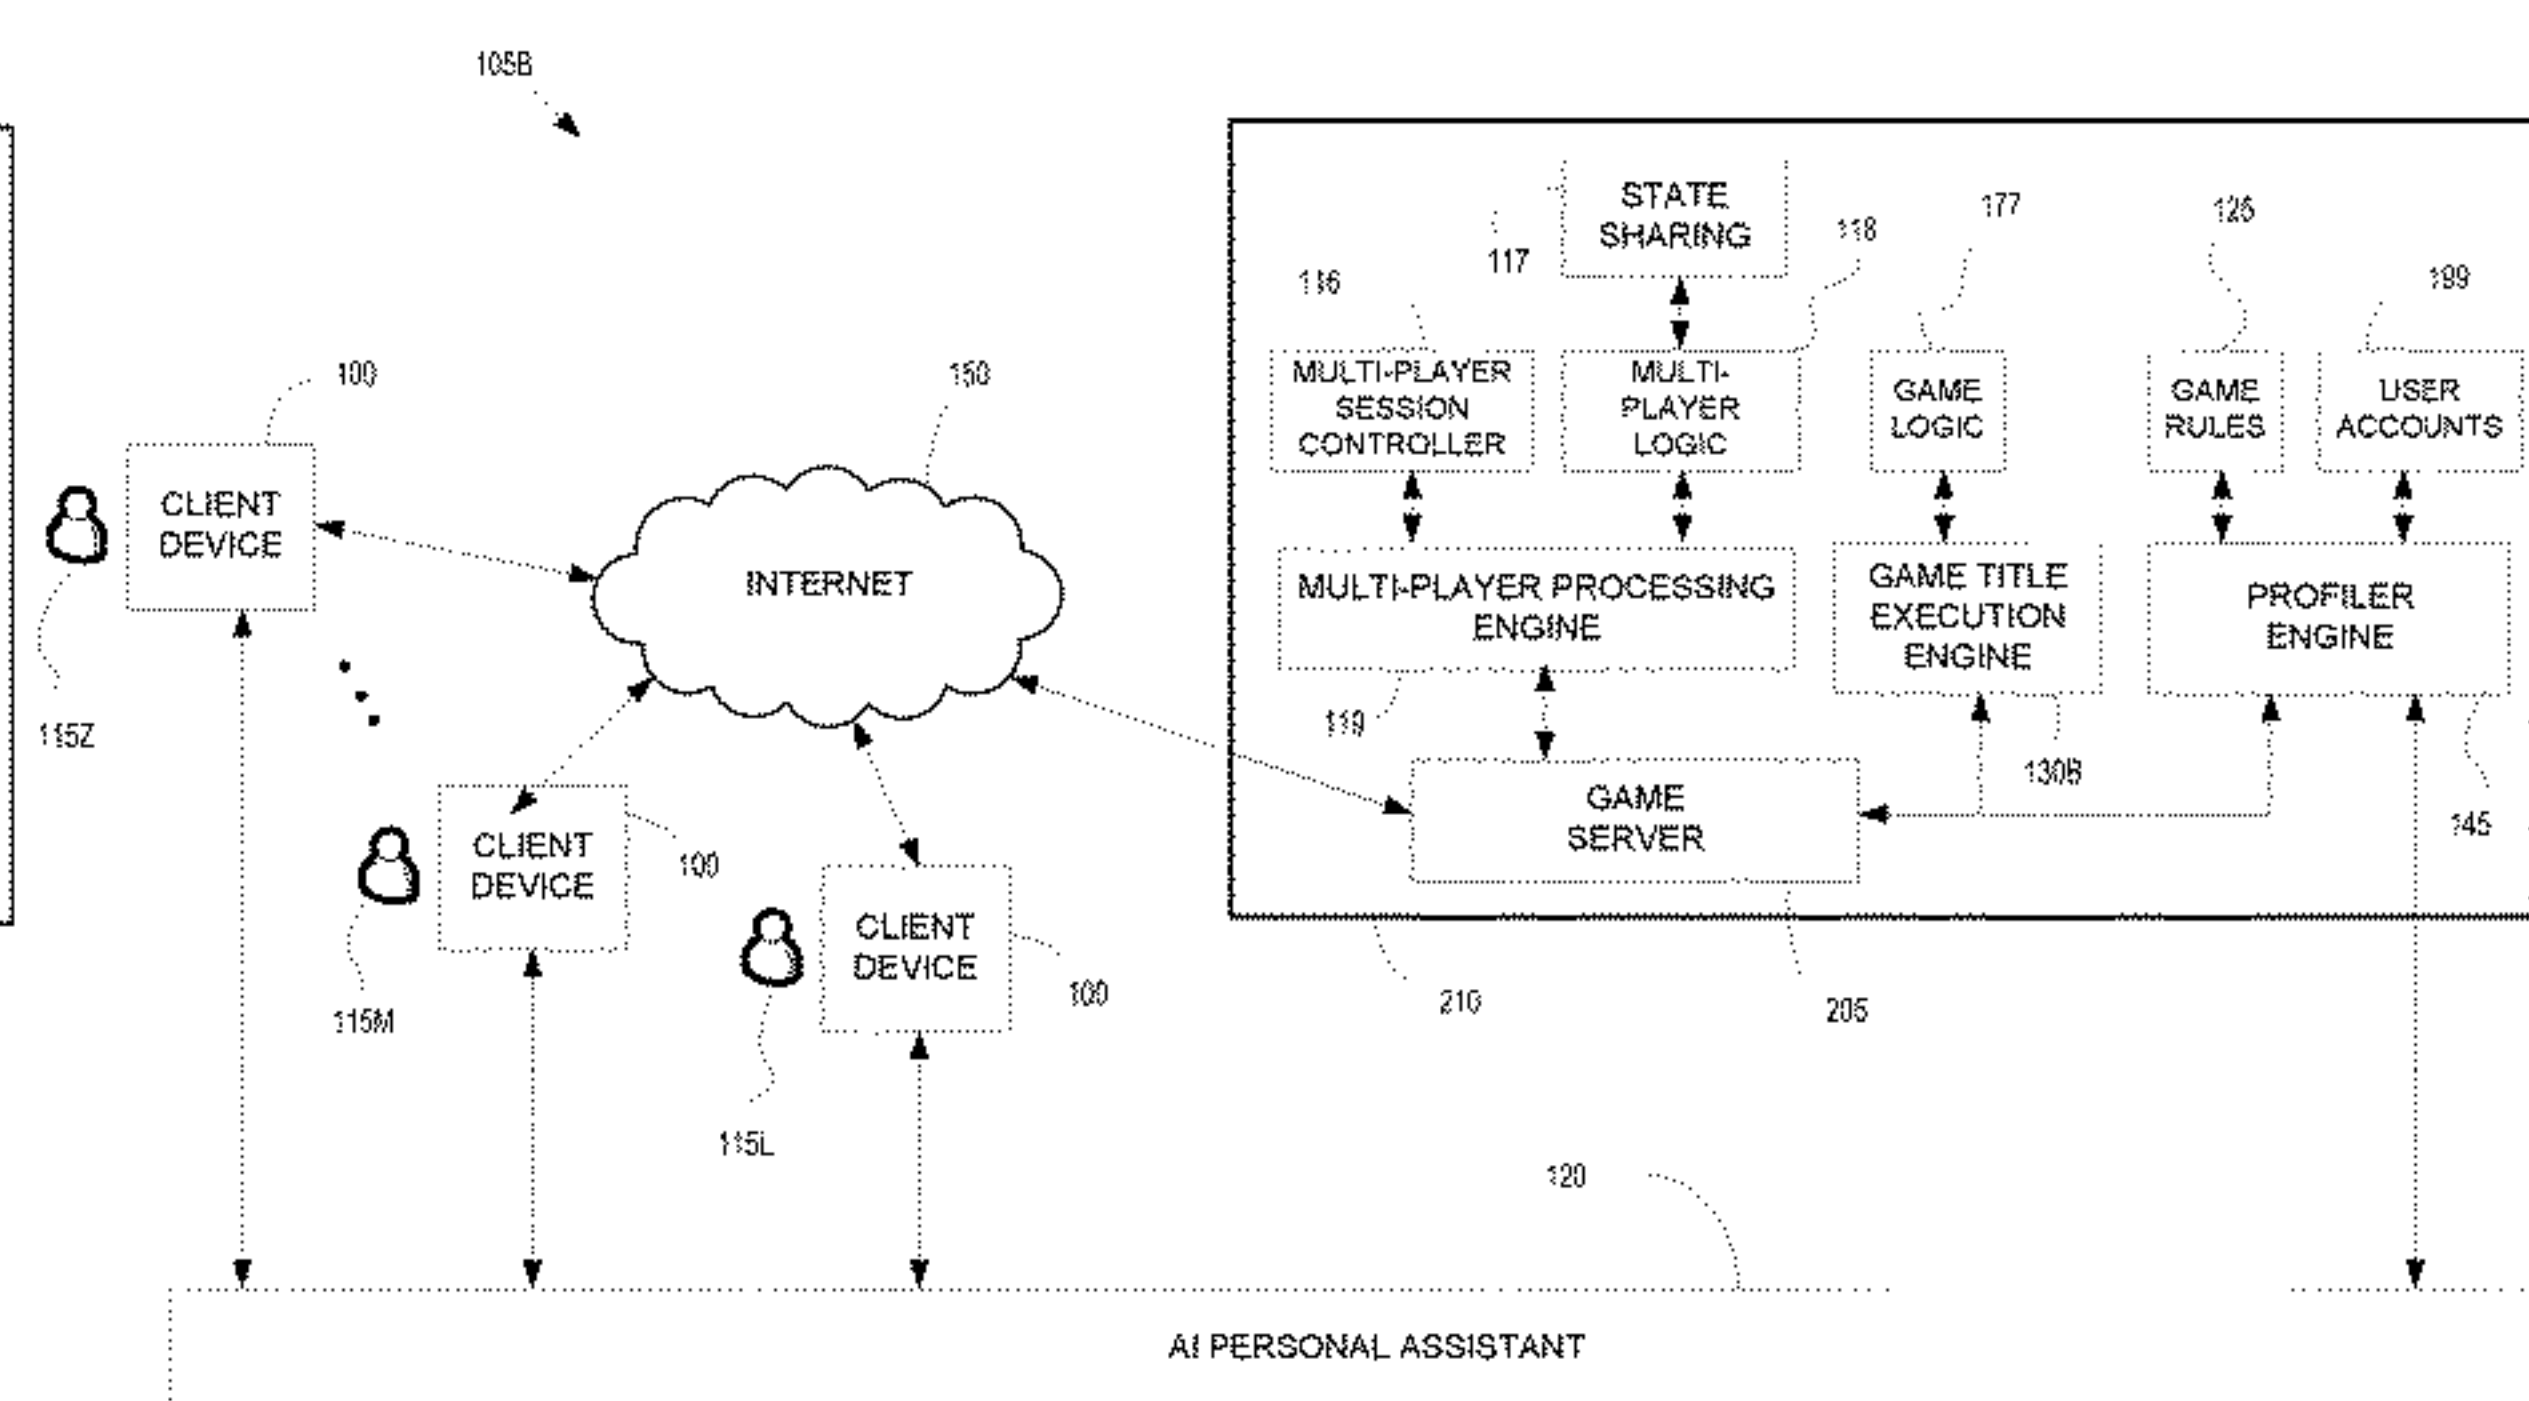 105B
STATE
SHARING
117
118
177
125
199
116
MULTI-PLAYER
SESSION
CONTROLLER
MULTI-
PLAYER
LOGIC
GAME
LOGIC
GAME
RULES
USER
ACCOUNTS
100
150
CLIENT
DEVICE
INTERNET
MULTI-PLAYER PROCESSING
ENGINE
GAME TITLE
EXECUTION
ENGINE
PROFILER
ENGINE
115Z
119
130B
145
GAME
SERVER
CLIENT
DEVICE
100
115M
CLIENT
DEVICE
100
115L
210
205
120
AI PERSONAL ASSISTANT